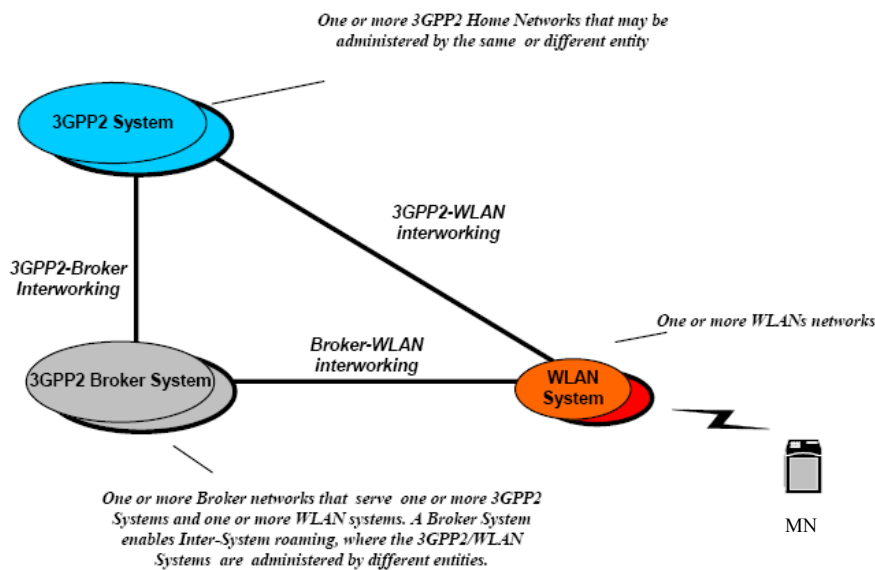 One or more 3GPP2 Home Networks that may be
administered by the same or different entity
3GPP2 System
3GPP2-WLAN
interworking
3GPP2-Broker
Interworking
One or more WLANs networks
Broker-WLAN
interworking
3GPP2 Broker System
WLAN
System
One or more Broker networks that serve one or more 3GPP2
Systems and one or more WLAN systems. A Broker System
enables Inter-System roaming, where the 3GPP2/WLAN
Systems are administered by different entities.
MN